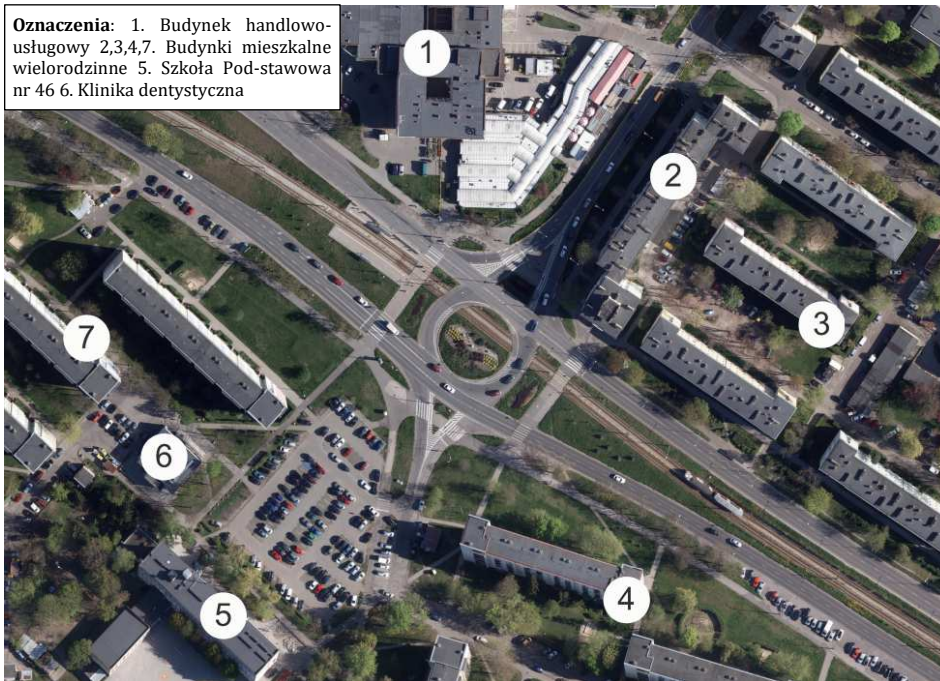 Oznaczenia: 1. Budynek handlowo-
usługowy 2,3,4,7. Budynki mieszkalne
wielorodzinne 5. Szkoła Pod-stawowa
nr 46 6. Klinika dentystyczna
1
2
3
7
6
5
4